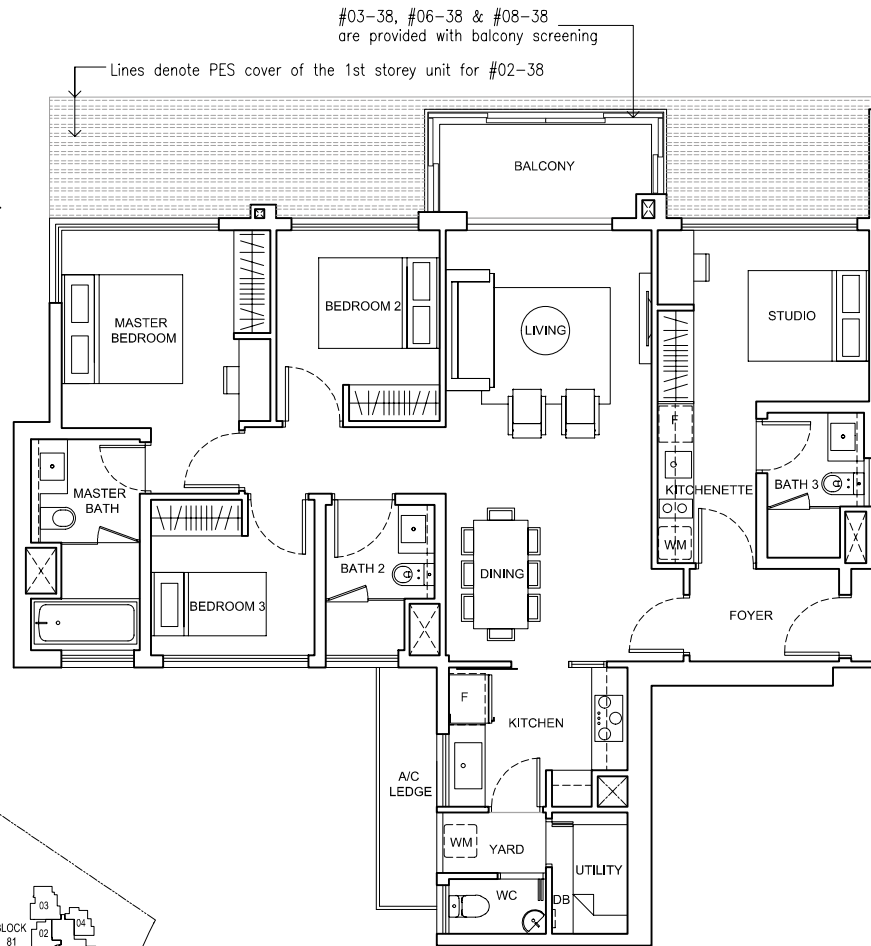 #03-38, #06-38 & #08-38
are provided with balcony screening
Lines denote PES cover of the 1st storey unit for #02-38
BALCONY
MASTER
BEDROOM
BEDROOM 2
LIVING
STUDIO
F
MASTER
BATH
KITCHENETTE
BATH 3
WM
BATH 2
DINING
BEDROOM 3
FOYER
F
KITCHEN
A/C
LEDGE
WM
YARD
UTILITY
WC
DB
03
02
04
BLOCK
81